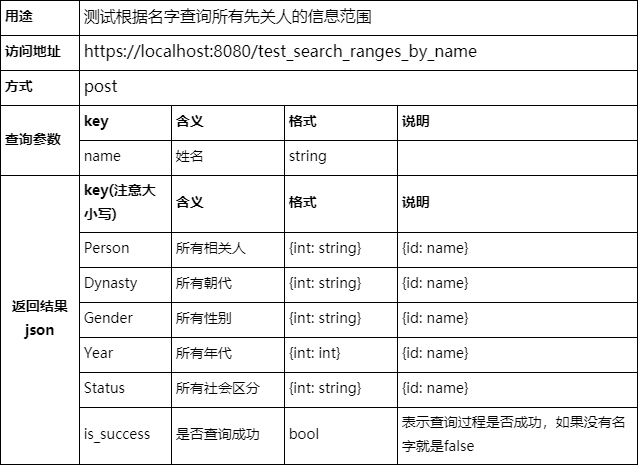 用途 测试根据名字查询所有先关人的信息范围
访问地址 https://localhost:8080/test_search_ranges_by_name
方式 post
查询参数 key 含义 格式 说明
name 姓名 string
返回结果json key(注意大小写) 含义 格式 说明
Person 所有相关人 {int: string} {id: name}
Dynasty 所有朝代 {int: string} {id: name}
Gender 所有性别 {int: string} {id: name}
Year 所有年代 {int: int} {id: name}
Status 所有社会区分 {int: string} {id: name}
is_success 是否查询成功 bool 表示查询过程是否成功，如果没有名字就是false